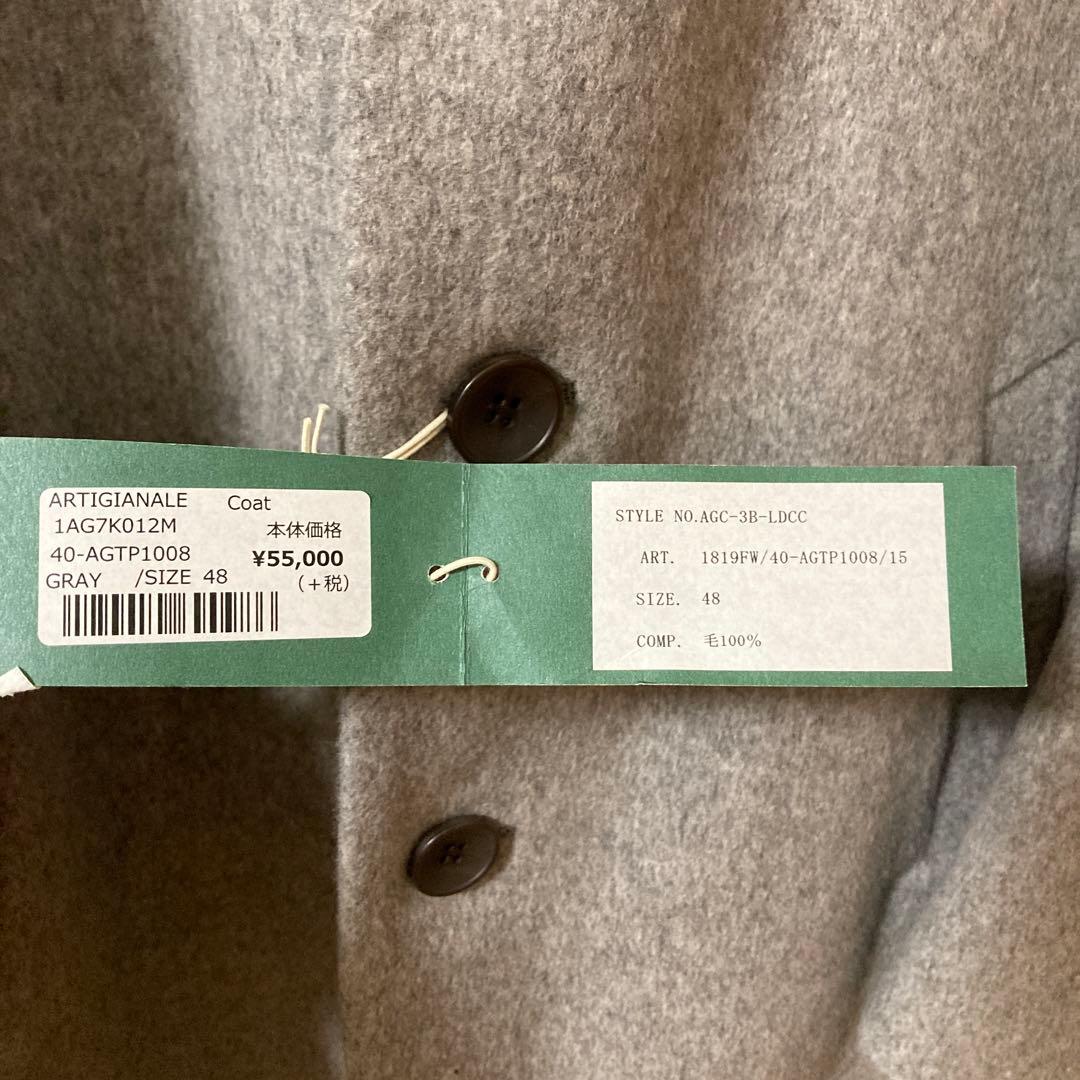 ARTIGIANALE Coat
1AG7K012M 本体価格
40-AGTP1008 ¥55,000
GRAY /SIZE 48 (+税)
STYLE NO.AGC-3B-LDCC
ART. 1819FW/40-AGTP1008/15
SIZE. 48
COMP. 毛100%